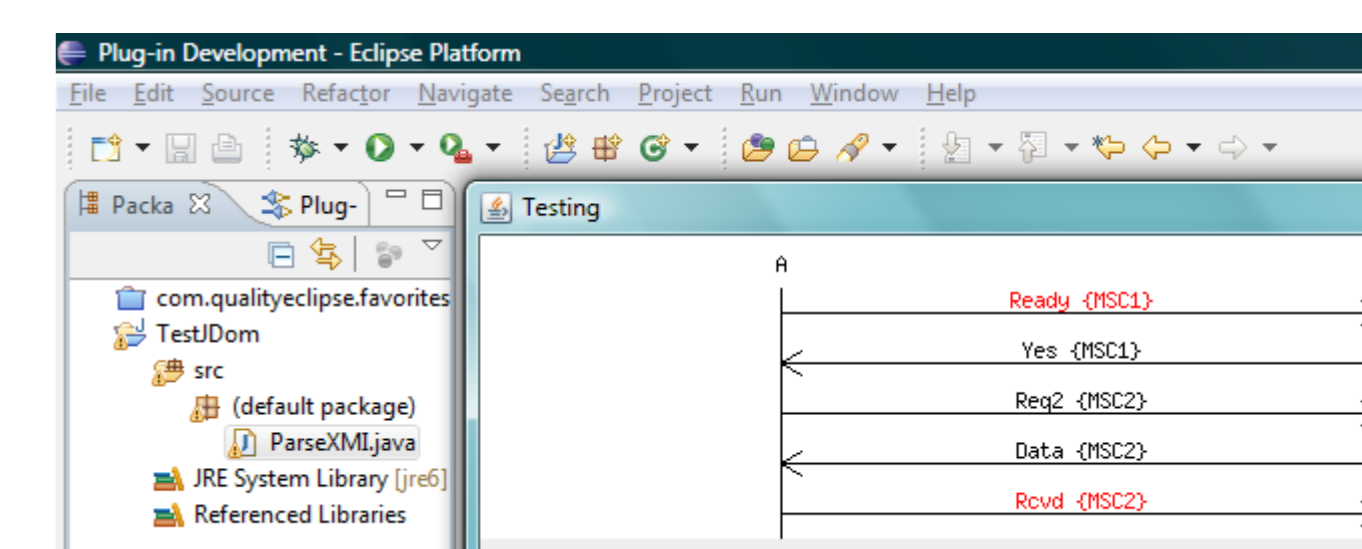 Plug-in Development - Eclipse Platform
File Edit Source Refactor Navigate Search Project Run Window Help
Packa Plug-
com.qualityeclipse.favorites
TestJDom
src
(default package)
ParseXMI.java
JRE System Library [jre6]
Referenced Libraries
Testing
A
Ready {MSC1}
Yes {MSC1}
Req2 {MSC2}
Data {MSC2}
Rcvd {MSC2}